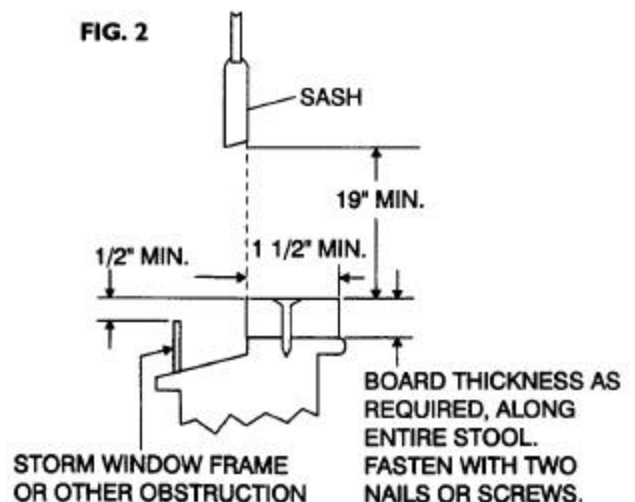 FIG. 2
SASH
19" MIN.
1/2" MIN.
1 1/2" MIN.
BOARD THICKNESS AS
REQUIRED, ALONG
ENTIRE STOOL.
FASTEN WITH TWO
NAILS OR SCREWS.
STORM WINDOW FRAME
OR OTHER OBSTRUCTION